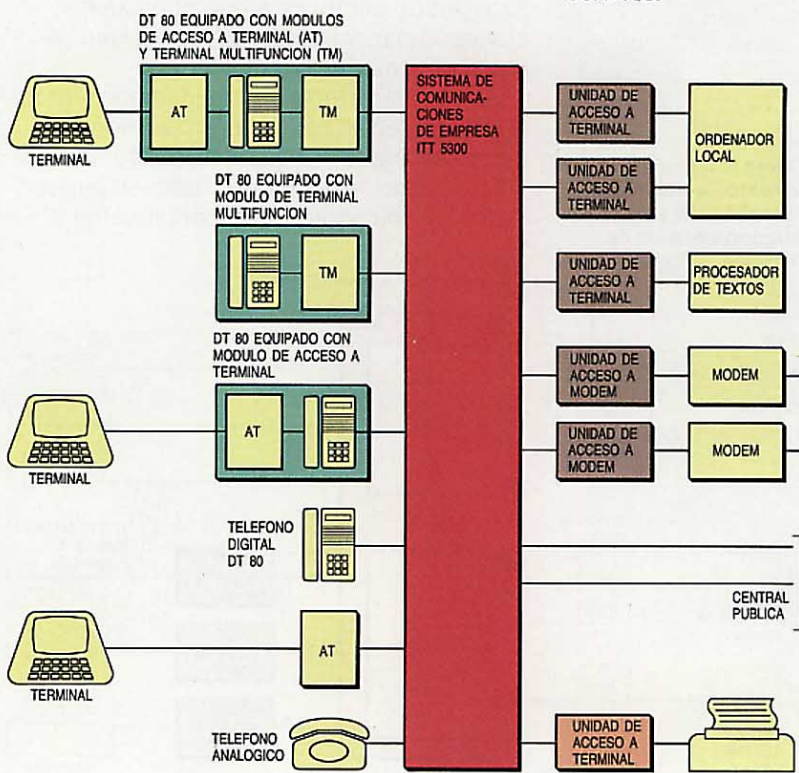 DT 80 EQUIPADO CON MODULOS
DE ACCESO A TERMINAL (AT)
Y TERMINAL MULTIFUNCION (TM)
AT
TM
TERMINAL
SISTEMA DE
COMUNICA-
CIONES
DE EMPRESA
ITT 5300
UNIDAD DE
ACCESO A
TERMINAL
UNIDAD DE
ACCESO A
TERMINAL
ORDENADOR
LOCAL
DT 80 EQUIPADO CON
MODULO DE TERMINAL
MULTIFUNCION
TM
UNIDAD DE
ACCESO A
TERMINAL
PROCESADOR
DE TEXTOS
DT 80 EQUIPADO CON
MODULO DE ACCESO A
TERMINAL
AT
TERMINAL
UNIDAD DE
ACCESO A
MODEM
MODEM
UNIDAD DE
ACCESO A
MODEM
MODEM
TELEFONO
DIGITAL
DT 80
CENTRAL
PUBLICA
AT
TERMINAL
TELEFONO
ANALOGICO
UNIDAD DE
ACCESO A
TERMINAL